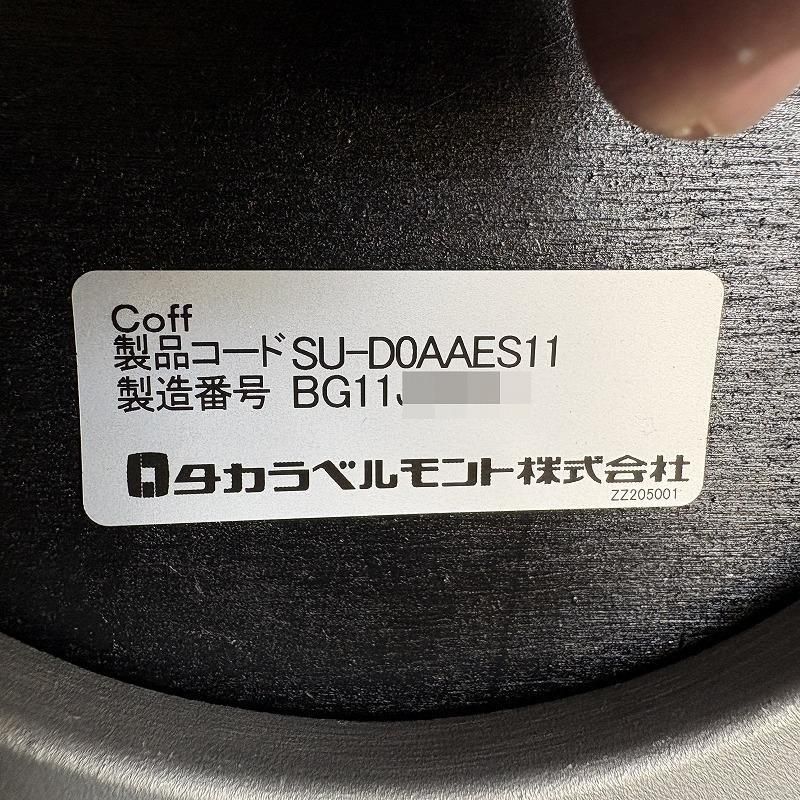 Coff
製品コード SU-D0AAES11
製造番号 BG11
タカラベルモント株式会社
ZZ205001